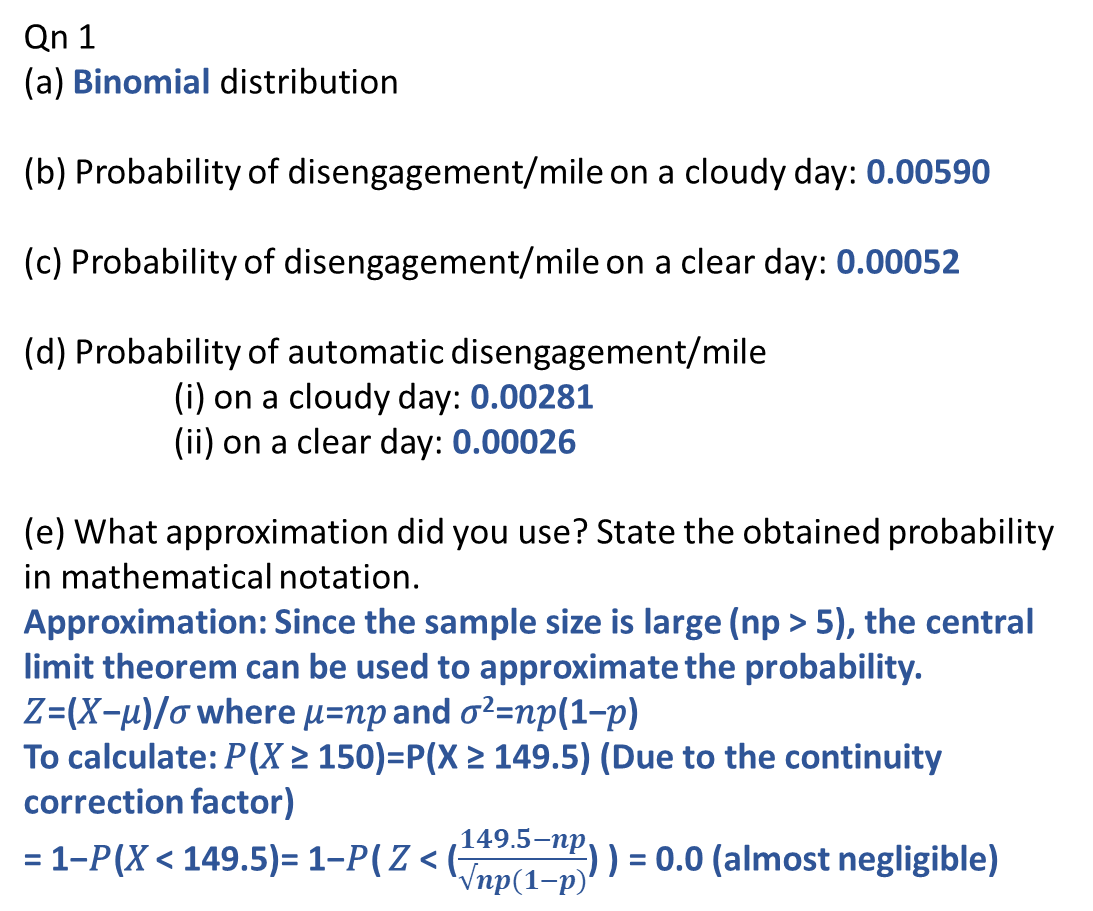 Qn 1
(a) Binomial distribution
(b) Probability of disengagement/mile on a cloudy day: 0.00590
(c) Probability of disengagement/mile on a clear day: 0.00052
(d) Probability of automatic disengagement/mile
(i) on a cloudy day: 0.00281
(ii) on a clear day: 0.00026
(e) What approximation did you use? State the obtained probability
in mathematical notation.
Approximation: Since the sample size is large (np > 5), the central
limit theorem can be used to approximate the probability.
Z=(X−μ)/σ where μ=np and σ²=np(1−p)
To calculate: P(X ≥ 150)=P(X ≥ 149.5) (Due to the continuity
correction factor)
= 1−P(X < 149.5)= 1−P( Z < (149.5−np/√np(1−p)) ) = 0.0 (almost negligible)